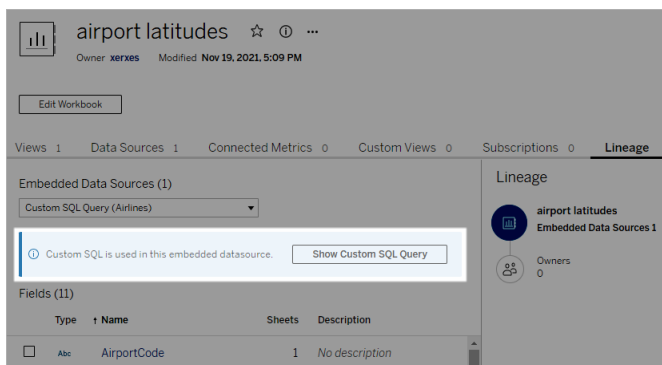 airport latitudes
Owner xerxes Modified Nov 19, 2021, 5:09 PM
Edit Workbook
Views 1 Data Sources 1 Connected Metrics 0 Custom Views 0 Subscriptions 0 Lineage
Embedded Data Sources (1)
Custom SQL Query (Airlines)
Custom SQL is used in this embedded datasource. Show Custom SQL Query
Fields (11)
Type ↑ Name Sheets Description
Abc AirportCode 1 No description
Lineage
airport latitudes
Embedded Data Sources 1
Owners
0